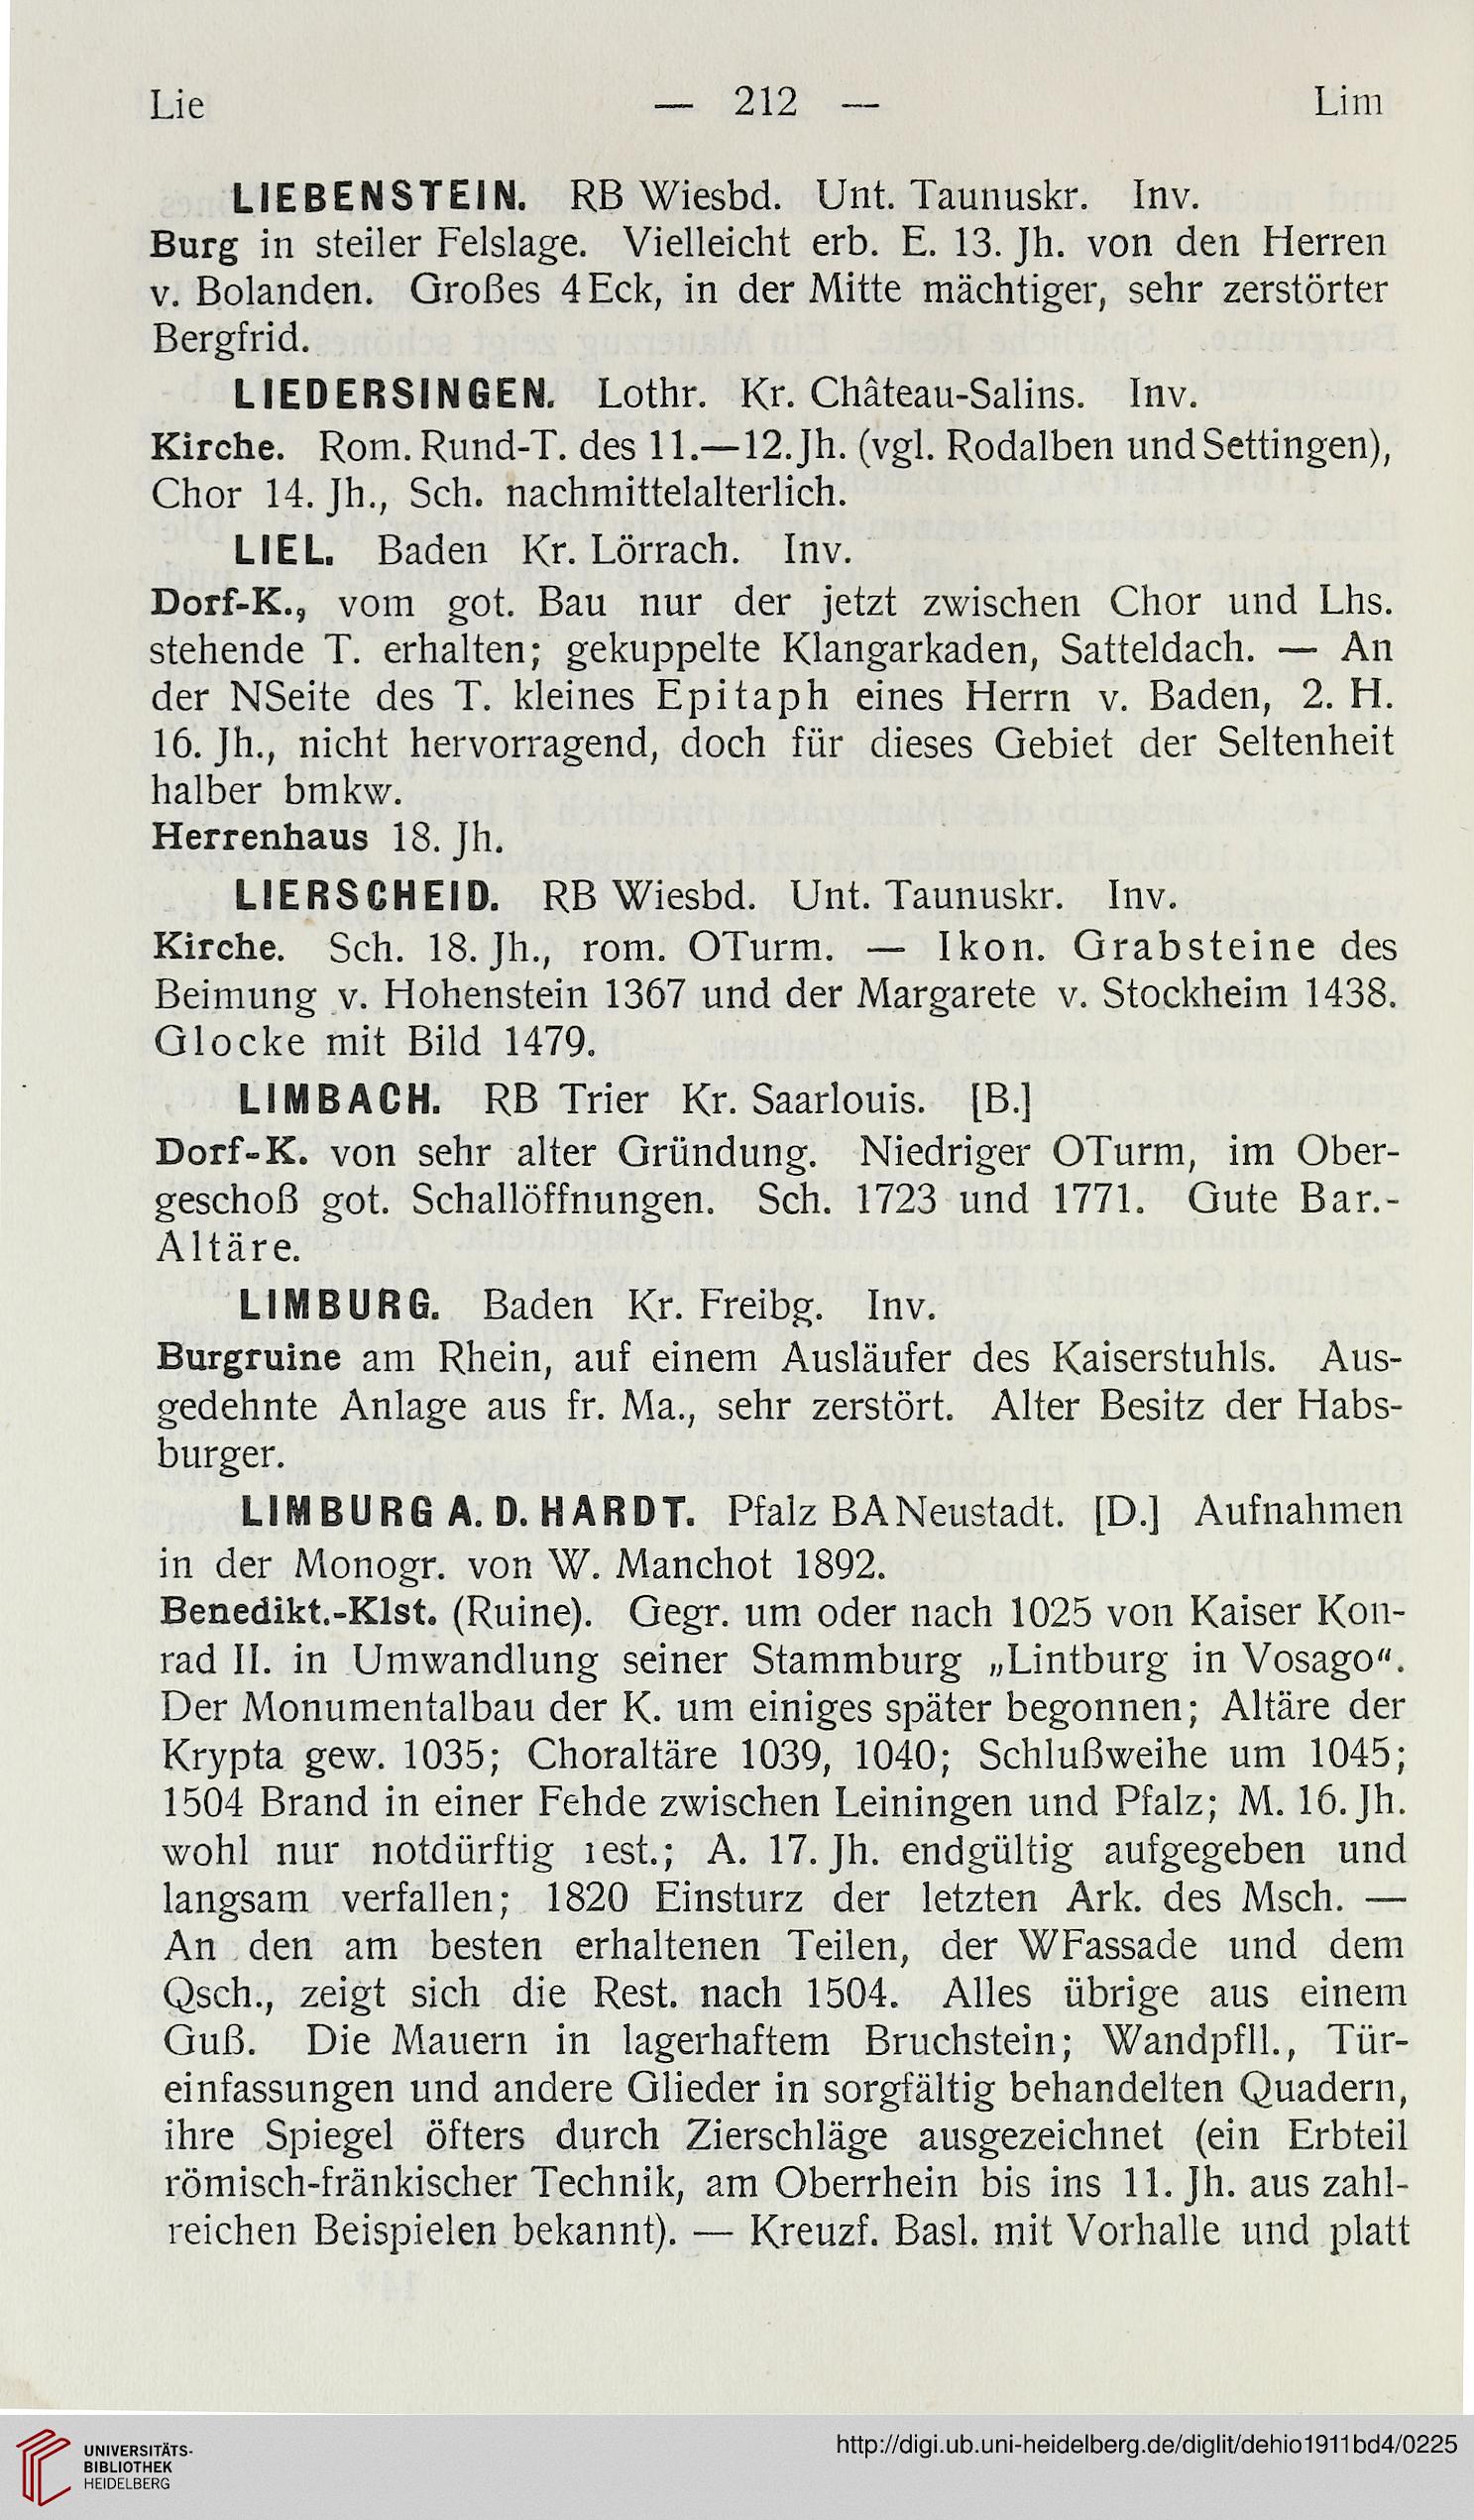 Lie — 212 — Lim
LIEBENSTEIN. RB Wiesbd. Unt. Taunuskr. Inv.
Burg in steiler Felslage. Vielleicht erb. E. 13. Jh. von den Herren
v. Bolanden. Großes 4Eck, in der Mitte mächtiger, sehr zerstörter
Bergfrid.
LIEDERSINGEN. Lothr. Kr. Château-Salins. Inv.
Kirche. Rom. Rund-T. des 11.—12. Jh. (vgl. Rodalben und Settingen),
Chor 14. Jh., Sch. nachmittelalterlich.
LIEL. Baden Kr. Lörrach. Inv.
Dorf-K., vom got. Bau nur der jetzt zwischen Chor und Lhs.
stehende T. erhalten; gekuppelte Klangarkaden, Satteldach. — An
der NSeite des T. kleines Epitaph eines Herrn v. Baden, 2. H.
16. Jh., nicht hervorragend, doch für dieses Gebiet der Seltenheit
halber bmkw.
Herrenhaus 18. Jh.
LIERSCHEID. RB Wiesbd. Unt. Taunuskr. Inv.
Kirche. Sch. 18. Jh., rom. OTurm. — Ikon. Grabsteine des
Beimung v. Hohenstein 1367 und der Margarete v. Stockheim 1438.
Glocke mit Bild 1479.
LIMBACH. RB Trier Kr. Saarlouis. [B.]
Dorf-K. von sehr alter Gründung. Niedriger OTurm, im Ober-
geschoß got. Schallöffnungen. Sch. 1723 und 1771. Gute Bar.-
Altäre.
LIMBURG. Baden Kr. Freibg. Inv.
Burgruine am Rhein, auf einem Ausläufer des Kaiserstuhls. Aus-
gedehnte Anlage aus fr. Ma., sehr zerstört. Alter Besitz der Habs-
burger.
LIMBURG A. D. HARDT. Pfalz BA Neustadt. [D.] Aufnahmen
in der Monogr. von W. Manchot 1892.
Benedikt.-Klst. (Ruine). Gegr. um oder nach 1025 von Kaiser Kon-
rad II. in Umwandlung seiner Stammburg „Lintburg in Vosago“.
Der Monumentalbau der K. um einiges später begonnen; Altäre der
Krypta gew. 1035; Choraltäre 1039, 1040; Schlußweihe um 1045;
1504 Brand in einer Fehde zwischen Leiningen und Pfalz; M. 16. Jh.
wohl nur notdürftig rest.; A. 17. Jh. endgültig aufgegeben und
langsam verfallen; 1820 Einsturz der letzten Ark. des Msch. —
An den am besten erhaltenen Teilen, der WFassade und dem
Qsch., zeigt sich die Rest. nach 1504. Alles übrige aus einem
Guß. Die Mauern in lagerhaftem Bruchstein; Wandpfll., Tür-
einfassungen und andere Glieder in sorgfältig behandelten Quadern,
ihre Spiegel öfters durch Zierschläge ausgezeichnet (ein Erbteil
römisch-fränkischer Technik, am Oberrhein bis ins 11. Jh. aus zahl-
reichen Beispielen bekannt). — Kreuzf. Basl. mit Vorhalle und platt
UNIVERSITÄTS-
BIBLIOTHEK
HEIDELBERG
http://digi.ub.uni-heidelberg.de/diglit/dehio1911bd4/0225